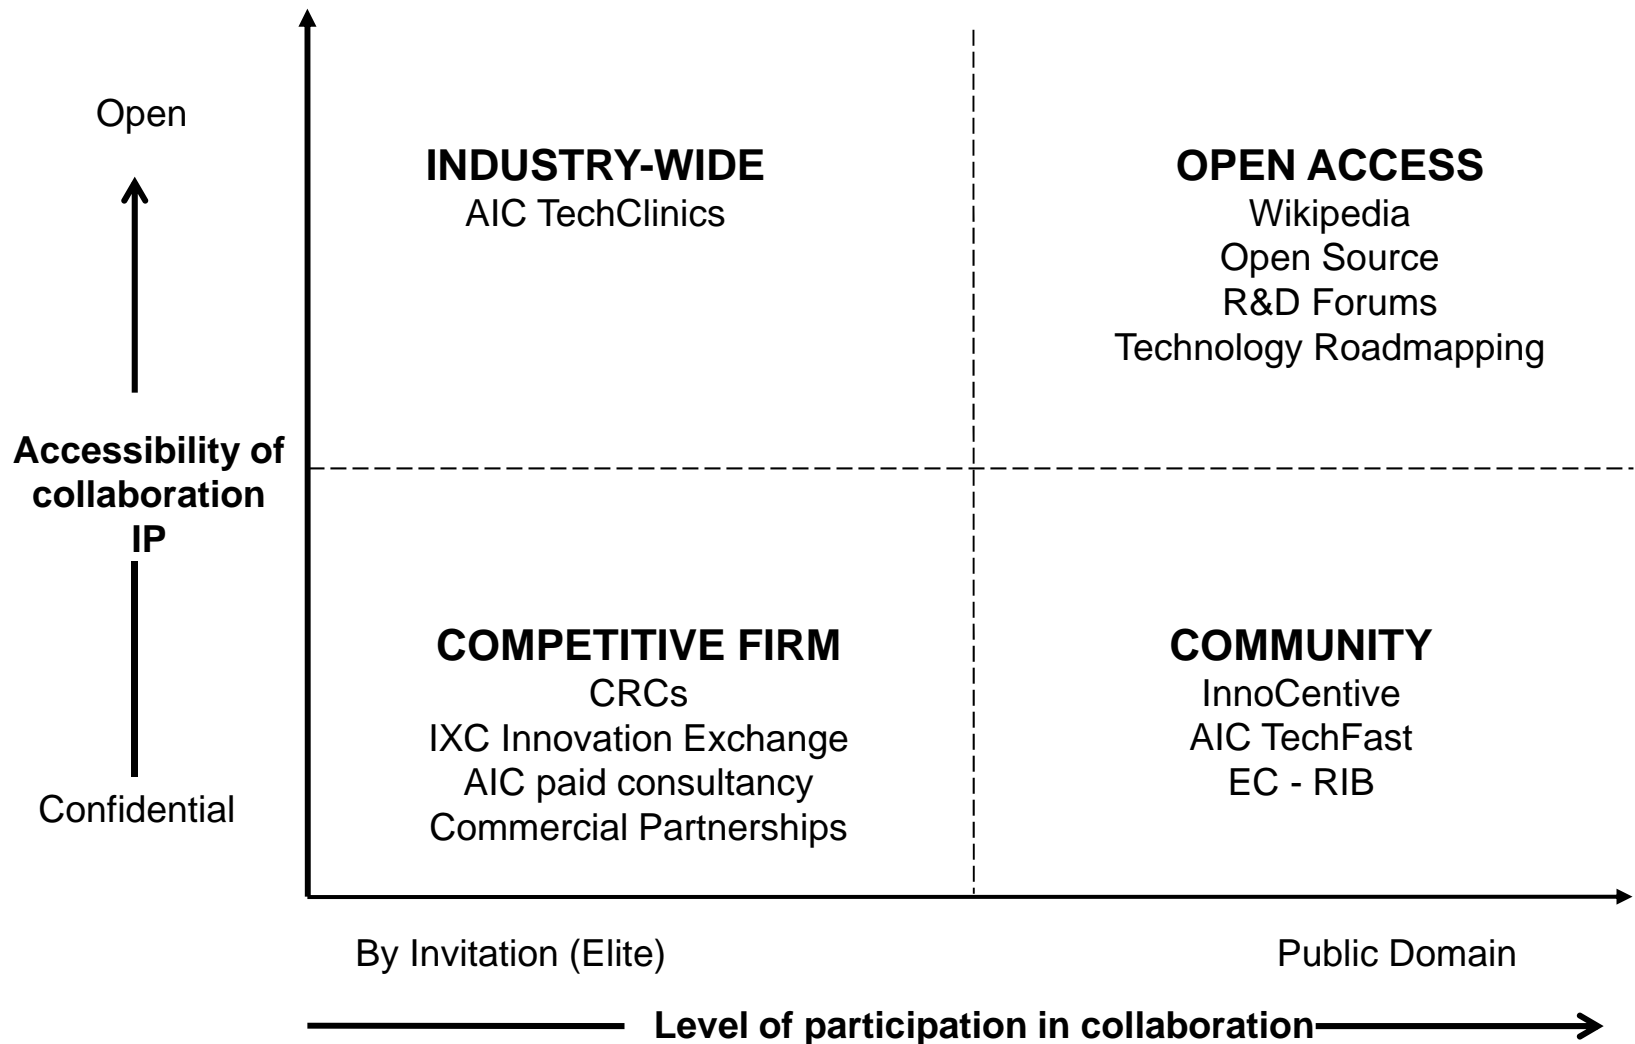 Open
INDUSTRY-WIDE
AIC TechClinics
OPEN ACCESS
Wikipedia
Open Source
R&D Forums
Technology Roadmapping
Accessibility of
collaboration
IP
Confidential
COMPETITIVE FIRM
CRCs
IXC Innovation Exchange
AIC paid consultancy
Commercial Partnerships
COMMUNITY
InnoCentive
AIC TechFast
EC - RIB
By Invitation (Elite)
Public Domain
Level of participation in collaboration